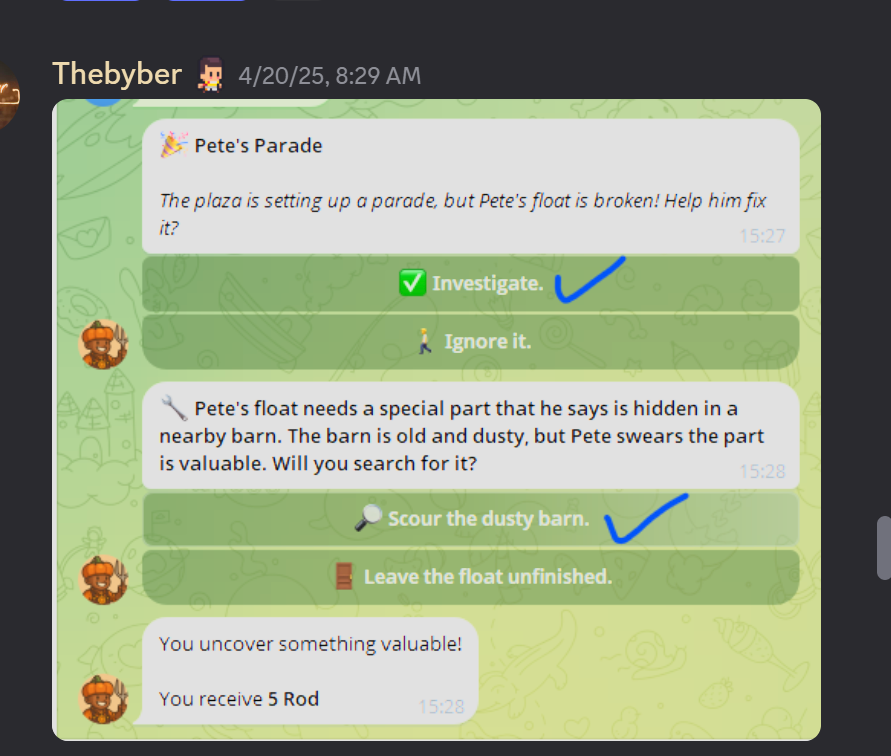 Thebyber 4/20/25, 8:29 AM
Pete's Parade
The plaza is setting up a parade, but Pete's float is broken! Help him fix
it?
15:27
Investigate.
Ignore it.
Pete's float needs a special part that he says is hidden in a
nearby barn. The barn is old and dusty, but Pete swears the part
is valuable. Will you search for it?
15:28
Scour the dusty barn.
Leave the float unfinished.
You uncover something valuable!
You receive 5 Rod
15:28